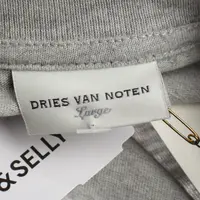 DRIES VAN NOTEN
Large
& SELLY